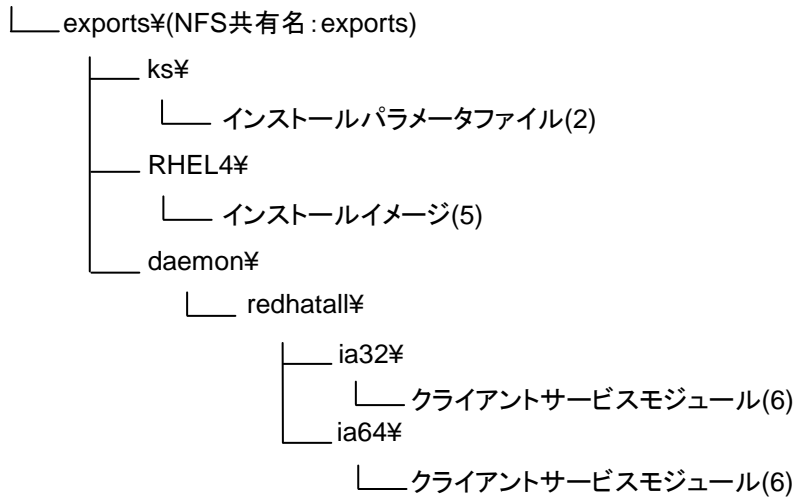 exports¥(NFS共有名：exports)
ks¥
インストールパラメータファイル(2)
RHEL4¥
インストールイメージ(5)
daemon¥
redhatall¥
ia32¥
クライアントサービスモジュール(6)
ia64¥
クライアントサービスモジュール(6)